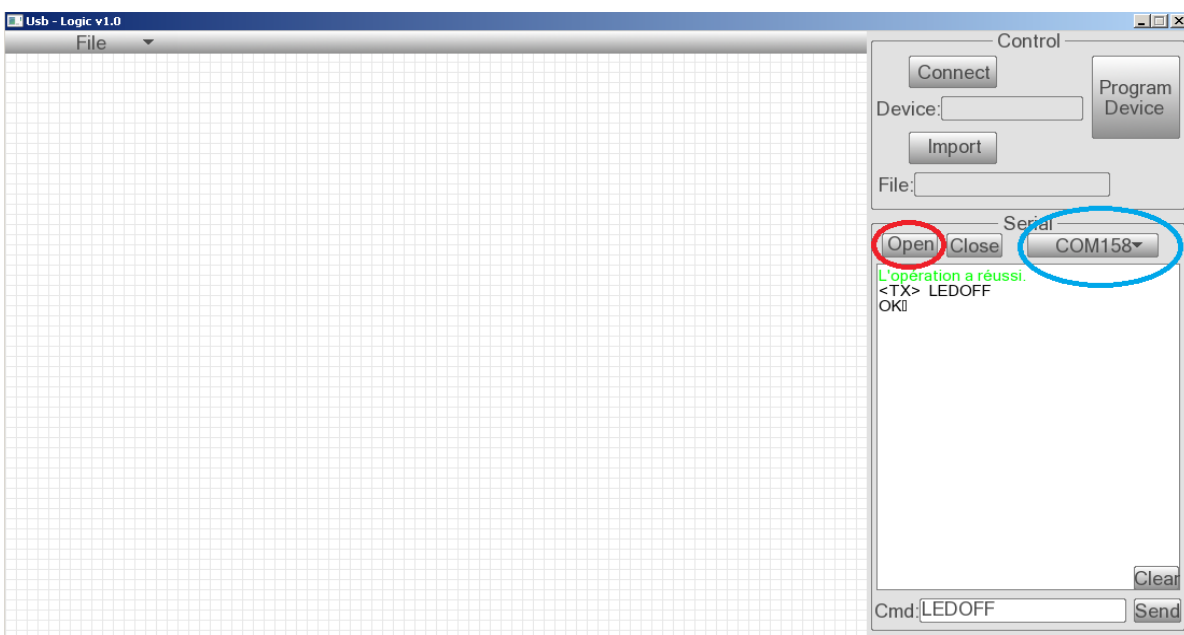 Usb - Logic v1.0
File
Control
Connect
Program
Device
Device:
Import
File:
Serial
Open Close COM158
L'opération a réussi.
<TX> LEDOFF
OK
Clear
Cmd: LEDOFF Send